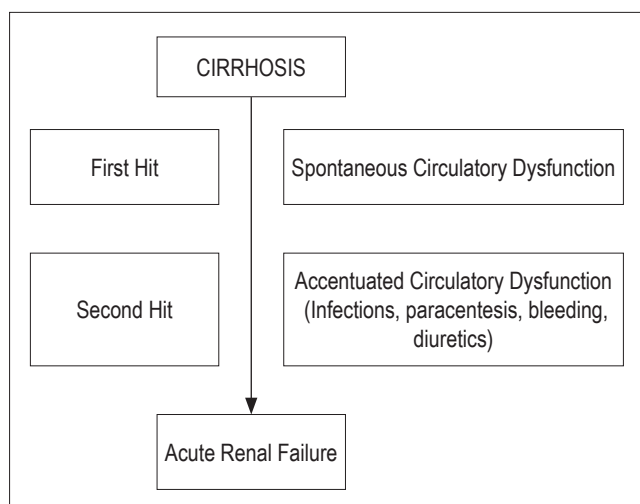 CIRRHOSIS
First Hit
Spontaneous Circulatory Dysfunction
Second Hit
Accentuated Circulatory Dysfunction
(Infections, paracentesis, bleeding,
diuretics)
Acute Renal Failure